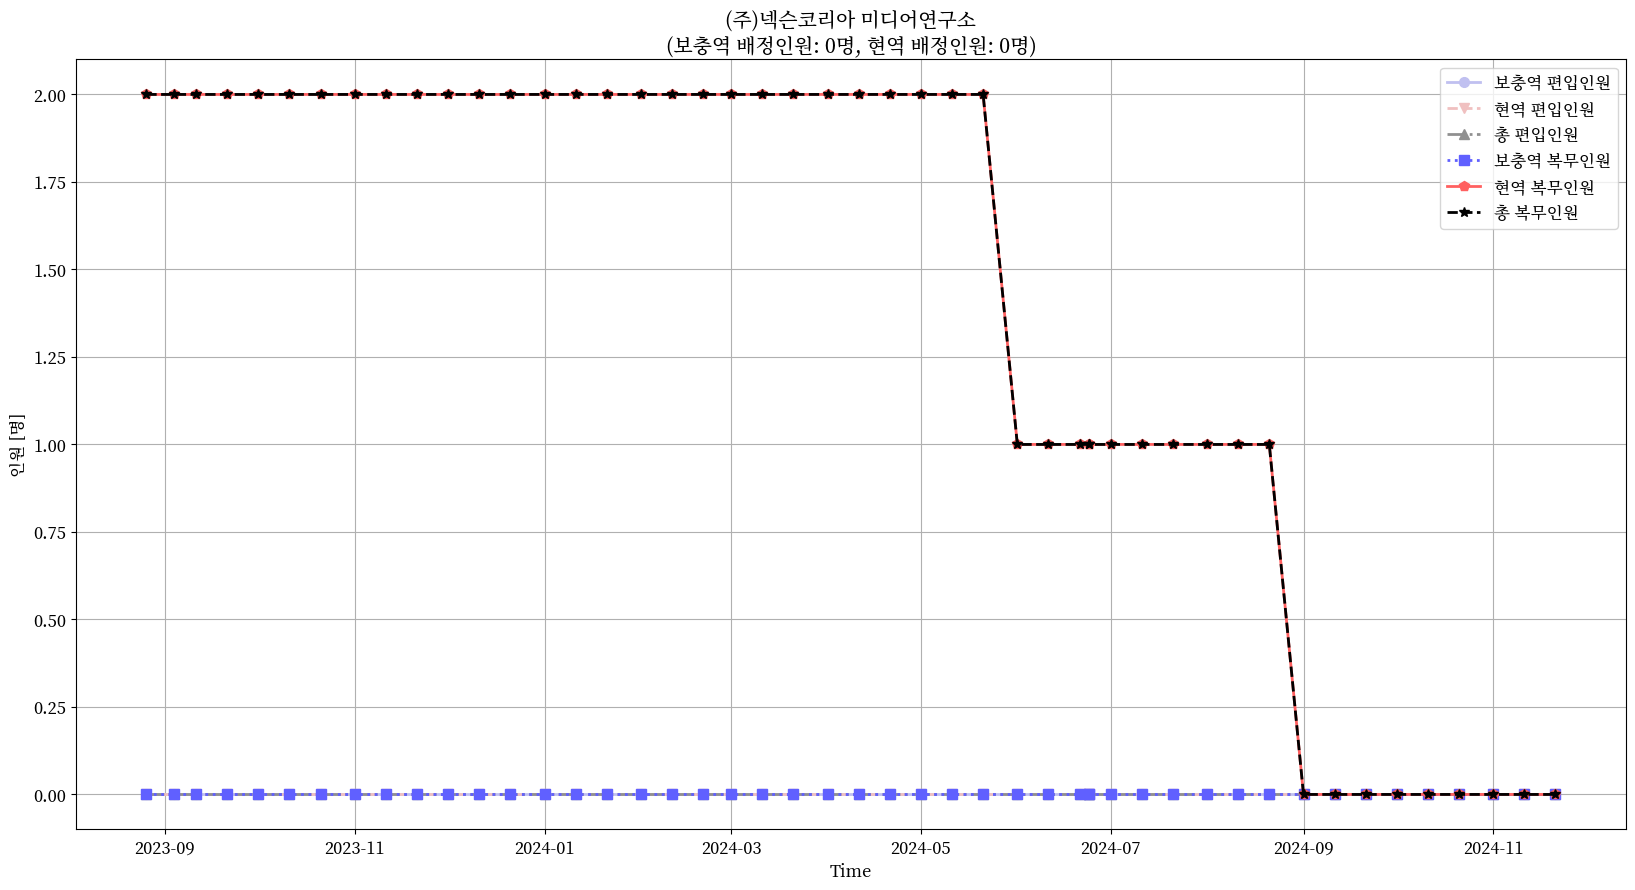 (주)넥슨코리아 미디어연구소
(보충역 배정인원: 0명, 현역 배정인원: 0명)
보충역 편입인원
현역 편입인원
총 편입인원
보충역 복무인원
현역 복무인원
총 복무인원
인원 [명]
2.00
1.75
1.50
1.25
1.00
0.75
0.50
0.25
0.00
2023-09
2023-11
2024-01
2024-03
2024-05
2024-07
2024-09
2024-11
Time